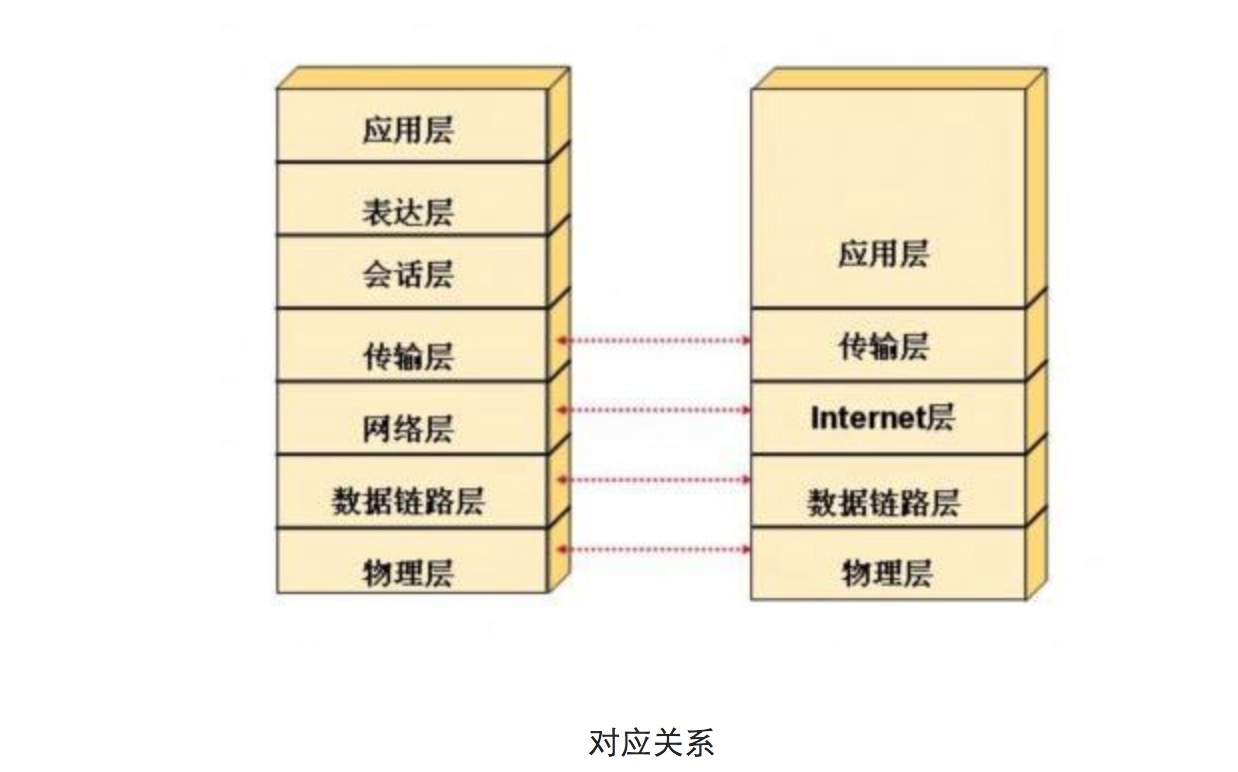 应用层
表达层
会话层
传输层
网络层
数据链路层
物理层
应用层
传输层
Internet层
数据链路层
物理层
对应关系